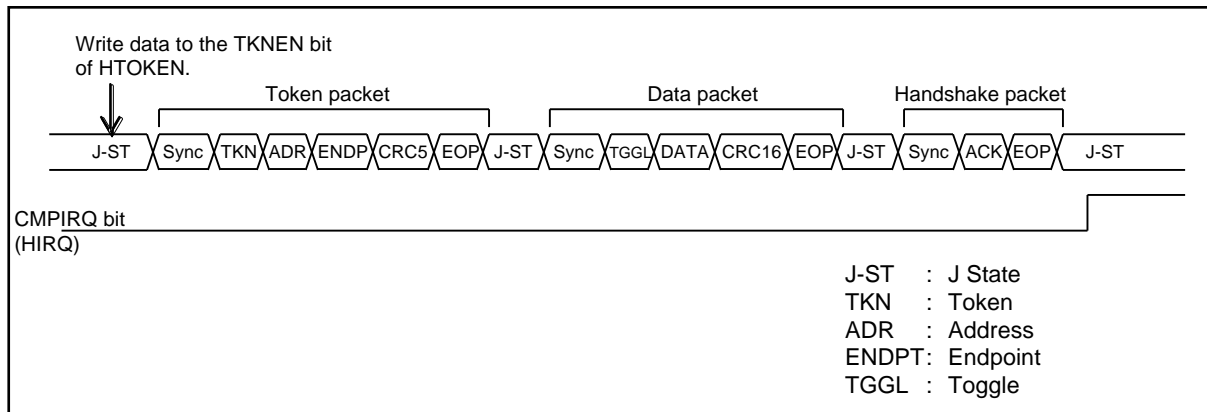 Write data to the TKNEN bit
of HTOKEN.
Token packet Data packet Handshake packet
J-ST Sync TKN ADR ENDP CRC5 EOP J-ST Sync TGGL DATA CRC16 EOP J-ST Sync ACK EOP J-ST
CMPIRQ bit
(HIRQ)
J-ST : J State
TKN : Token
ADR : Address
ENDPT : Endpoint
TGGL : Toggle